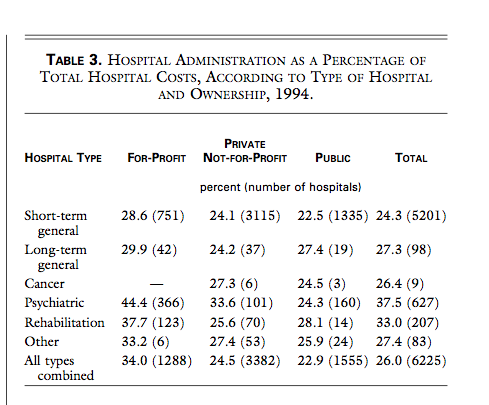 TABLE 3. HOSPITAL ADMINISTRATION AS A PERCENTAGE OF
TOTAL HOSPITAL COSTS, ACCORDING TO TYPE OF HOSPITAL
AND OWNERSHIP, 1994.
HOSPITAL TYPE FOR-PROFIT PRIVATE NOT-FOR-PROFIT PUBLIC TOTAL
percent (number of hospitals)
Short-term general 28.6 (751) 24.1 (3115) 22.5 (1335) 24.3 (5201)
Long-term general 29.9 (42) 24.2 (37) 27.4 (19) 27.3 (98)
Cancer — 27.3 (6) 24.5 (3) 26.4 (9)
Psychiatric 44.4 (366) 33.6 (101) 24.3 (160) 37.5 (627)
Rehabilitation 37.7 (123) 25.6 (70) 28.1 (14) 33.0 (207)
Other 33.2 (6) 27.4 (53) 25.9 (24) 27.4 (83)
All types combined 34.0 (1288) 24.5 (3382) 22.9 (1555) 26.0 (6225)